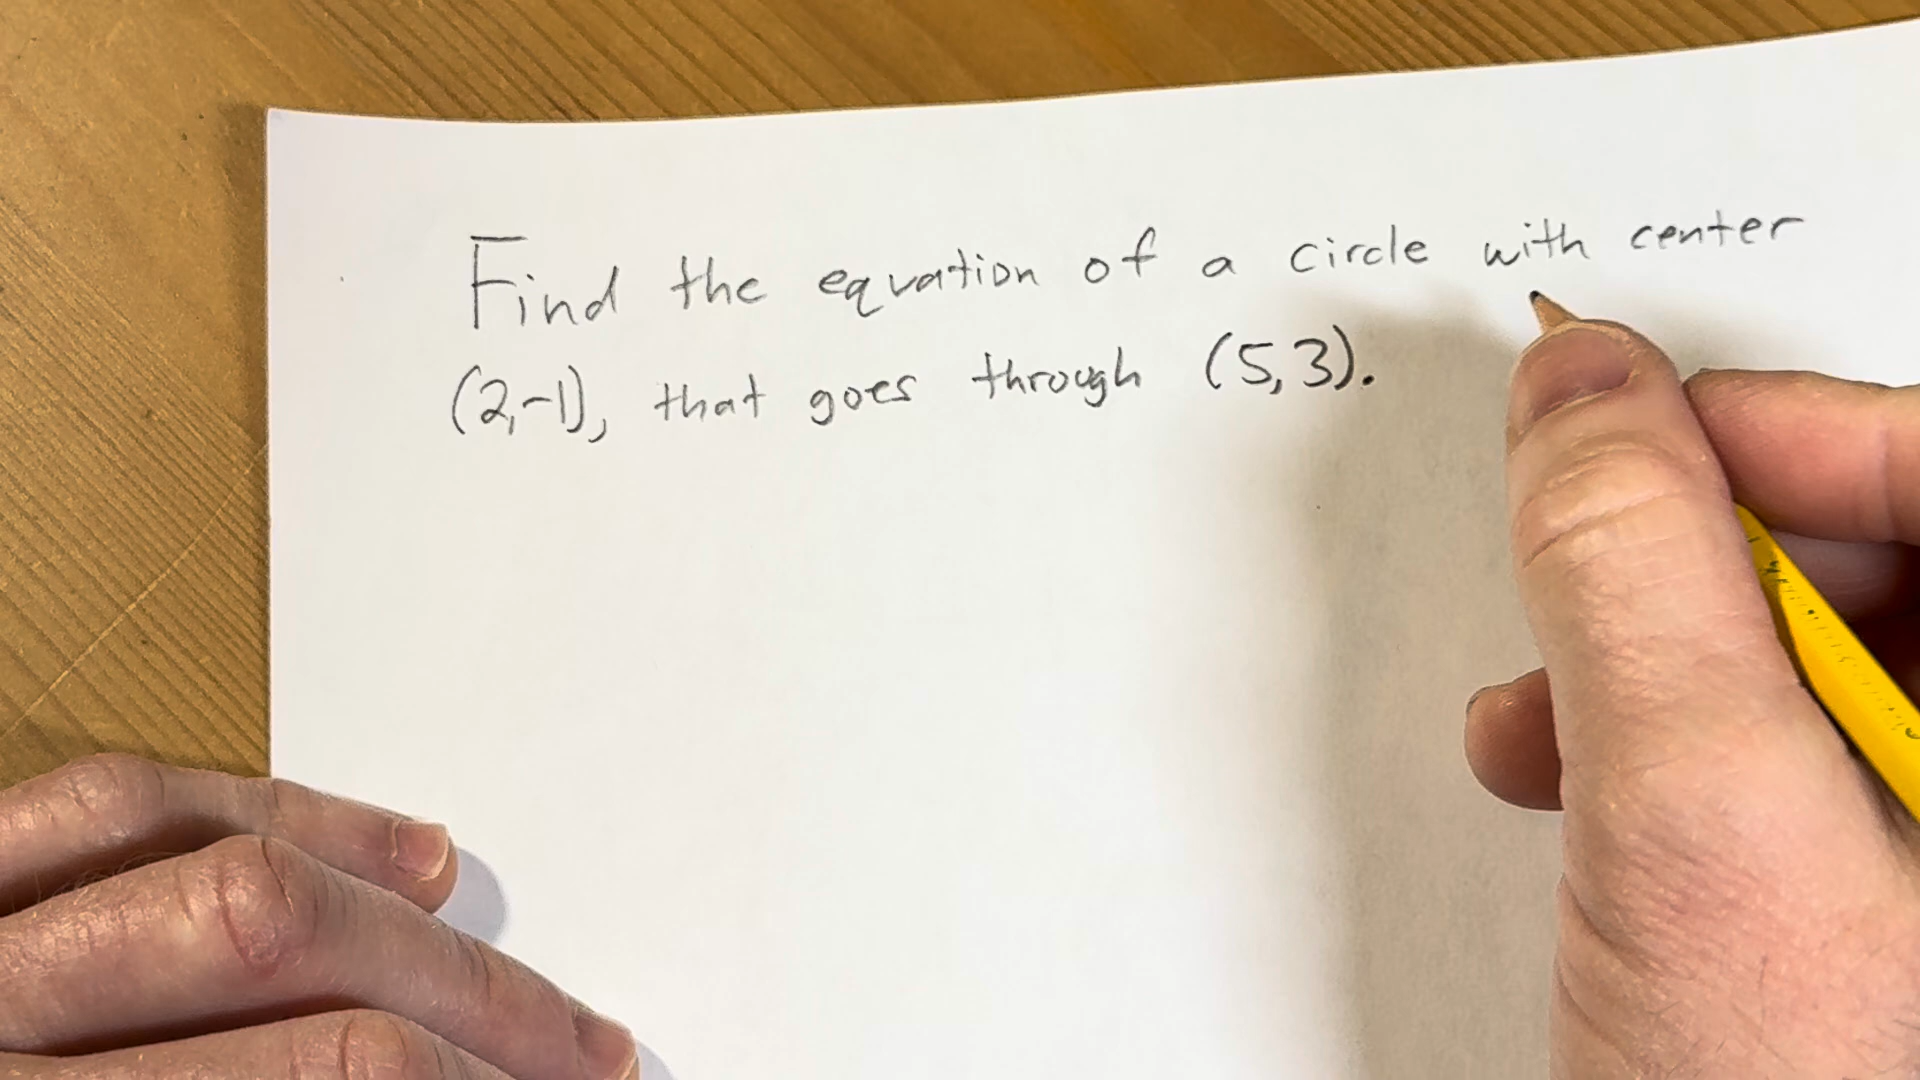 Find the equation of a circle with center
(2,-1), that goes through (5,3).